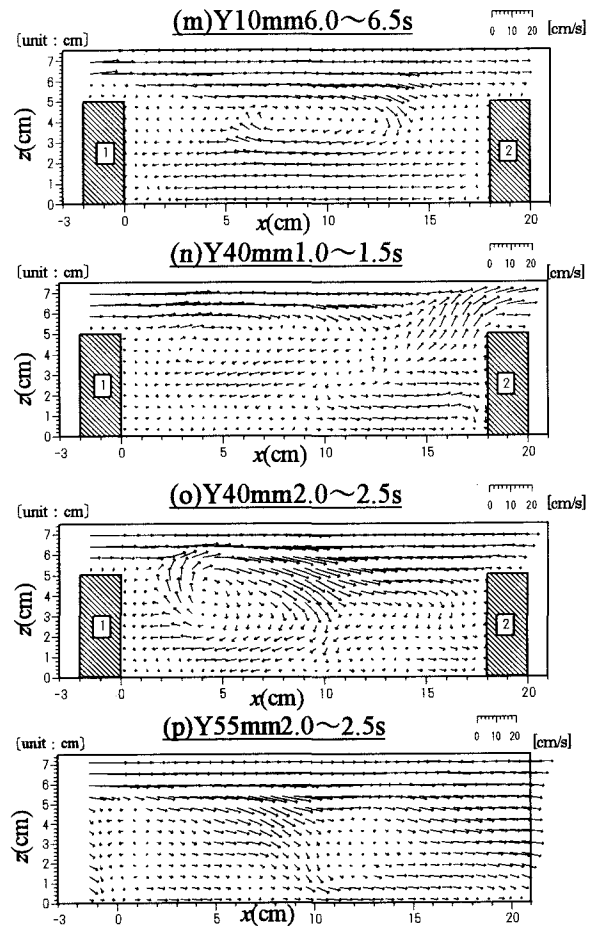 (m)Y10mm6.0〜6.5s
[unit : cm]
0 10 20
[cm/s]
7
6
5
4
3
2
1
0
z(cm)
1
2
-3 0 5 10 15 20
x(cm)
(n)Y40mm1.0〜1.5s
[unit : cm]
0 10 20
[cm/s]
7
6
5
4
3
2
1
0
z(cm)
1
2
-3 0 5 10 15 20
x(cm)
(o)Y40mm2.0〜2.5s
[unit : cm]
0 10 20
[cm/s]
7
6
5
4
3
2
1
0
z(cm)
1
2
-3 0 5 10 15 20
x(cm)
(p)Y55mm2.0〜2.5s
[unit : cm]
0 10 20
[cm/s]
7
6
5
4
3
2
1
0
z(cm)
-3 0 5 10 15 20
x(cm)